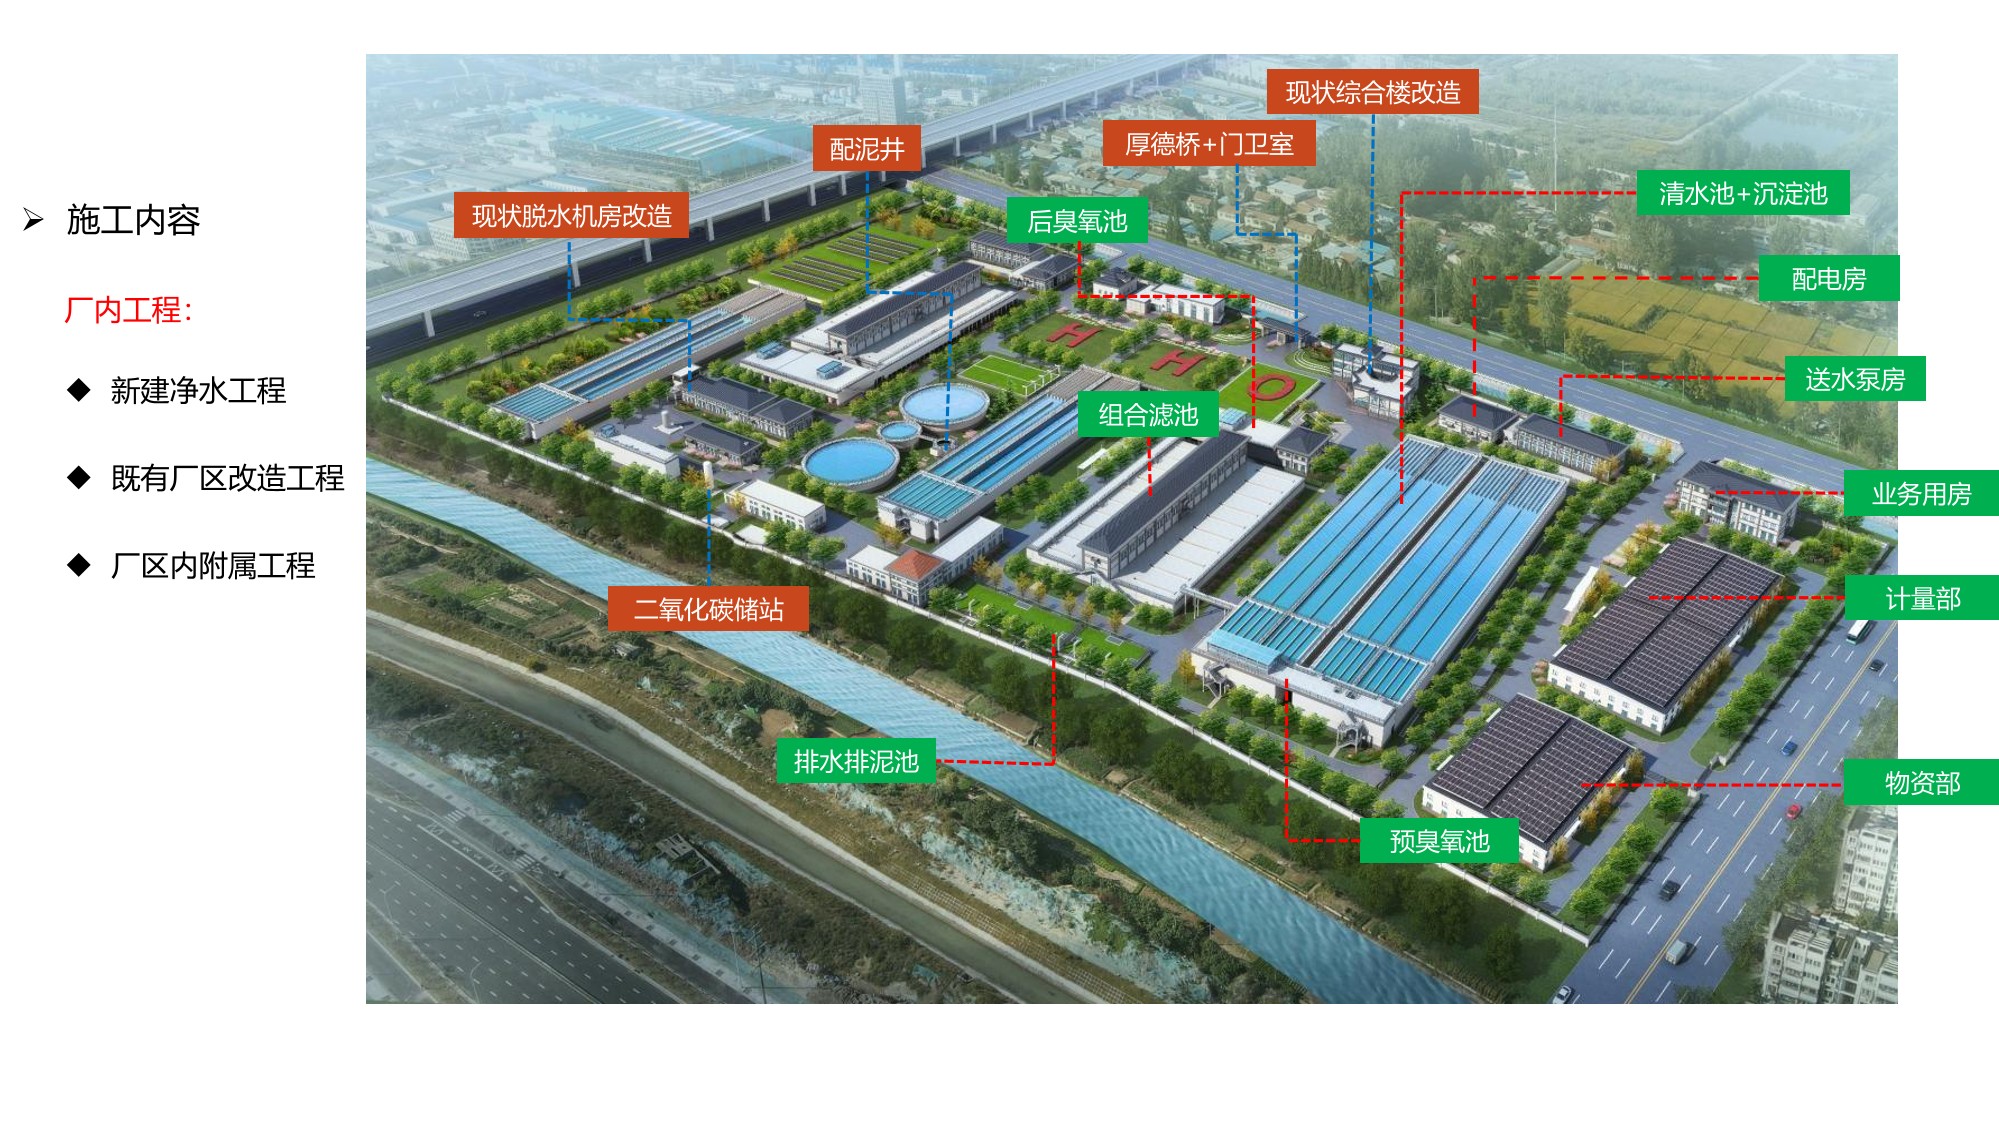 施工内容
厂内工程：
新建净水工程
既有厂区改造工程
厂区内附属工程
现状综合楼改造
厚德桥+门卫室
配泥井
现状脱水机房改造
后臭氧池
清水池+沉淀池
配电房
送水泵房
组合滤池
业务用房
计量部
二氧化碳储站
排水排泥池
物资部
预臭氧池
H H O